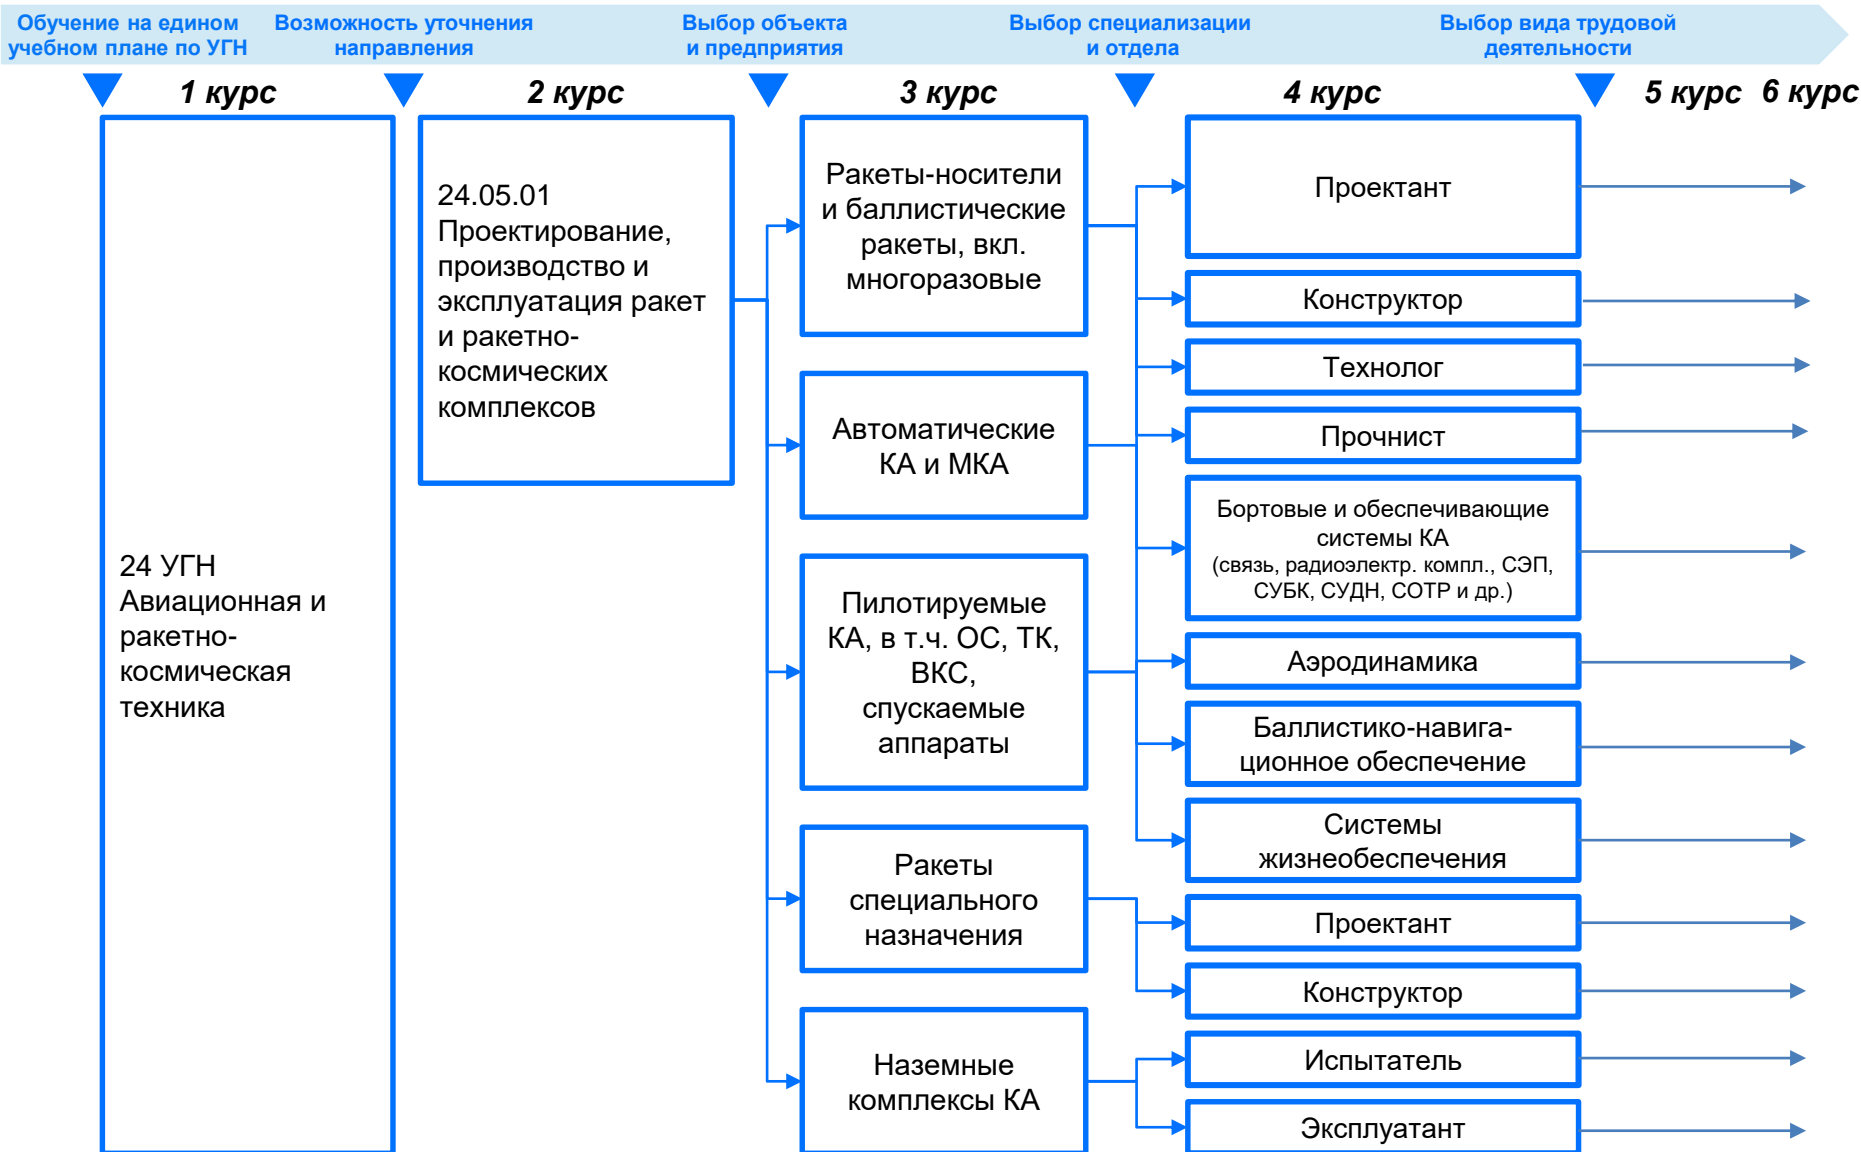 Обучение на едином
учебном плане по УГН
Возможность уточнения
направления
Выбор объекта
и предприятия
Выбор специализации
и отдела
Выбор вида трудовой
деятельности
1 курс
2 курс
3 курс
4 курс
5 курс
6 курс
24 УГН
Авиационная и
ракетно-
космическая
техника
24.05.01
Проектирование,
производство и
эксплуатация ракет
и ракетно-
космических
комплексов
Ракеты-носители
и баллистические
ракеты, вкл.
многоразовые
Автоматические
КА и МКА
Пилотируемые
КА, в т.ч. ОС, ТК,
ВКС,
спускаемые
аппараты
Ракеты
специального
назначения
Наземные
комплексы КА
Проектант
Конструктор
Технолог
Прочнист
Бортовые и обеспечивающие
системы КА
(связь, радиоэлектр. компл., СЭП,
СУБК, СУДН, СОТР и др.)
Аэродинамика
Баллистико-навига-
ционное обеспечение
Системы
жизнеобеспечения
Проектант
Конструктор
Испытатель
Эксплуатант